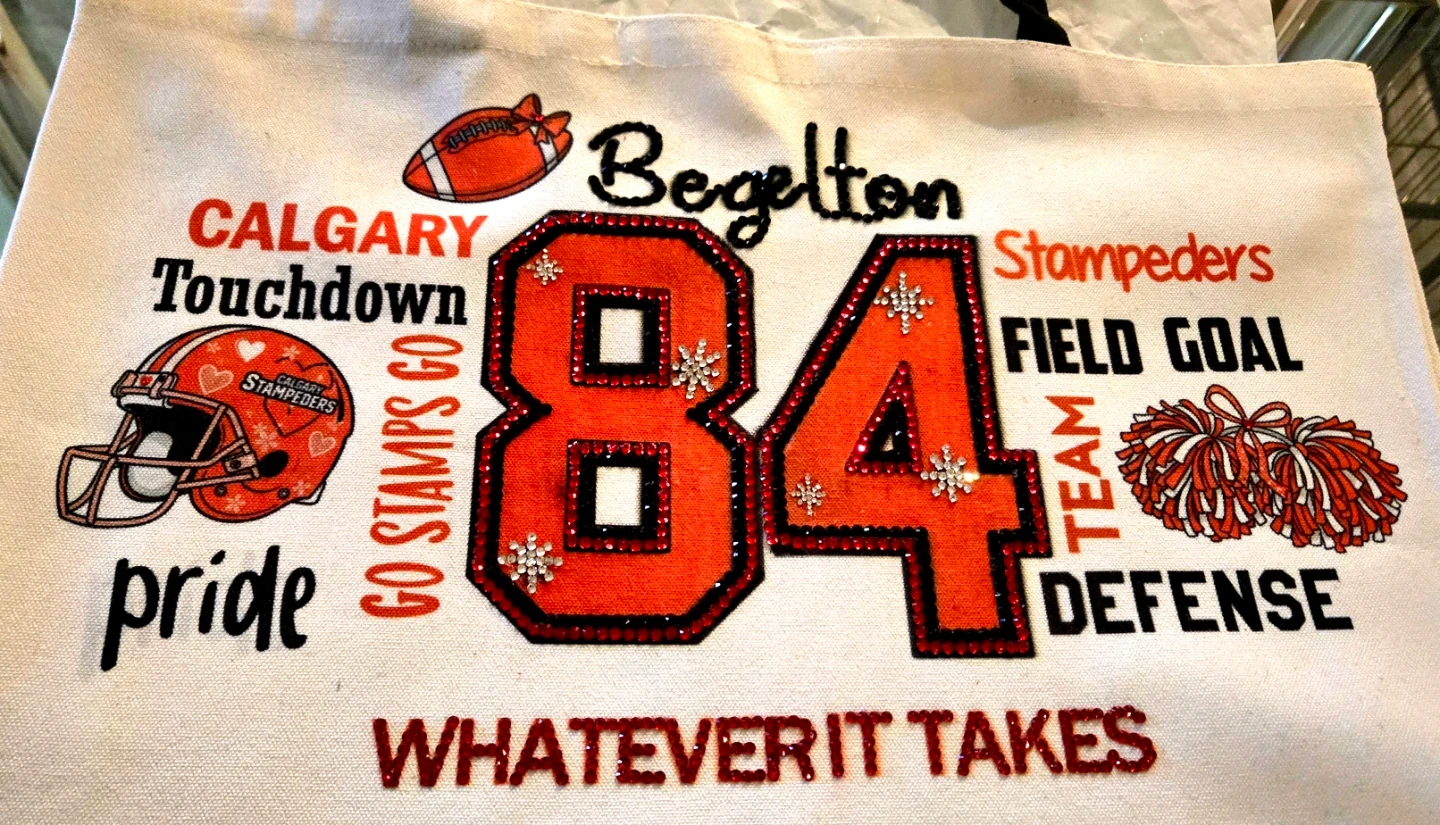 Begelton
CALGARY
Touchdown
CALGARY
STAMPEDERS
GO STAMPS GO
pride
84
Stampeders
FIELD GOAL
TEAM
DEFENSE
WHATEVER IT TAKES